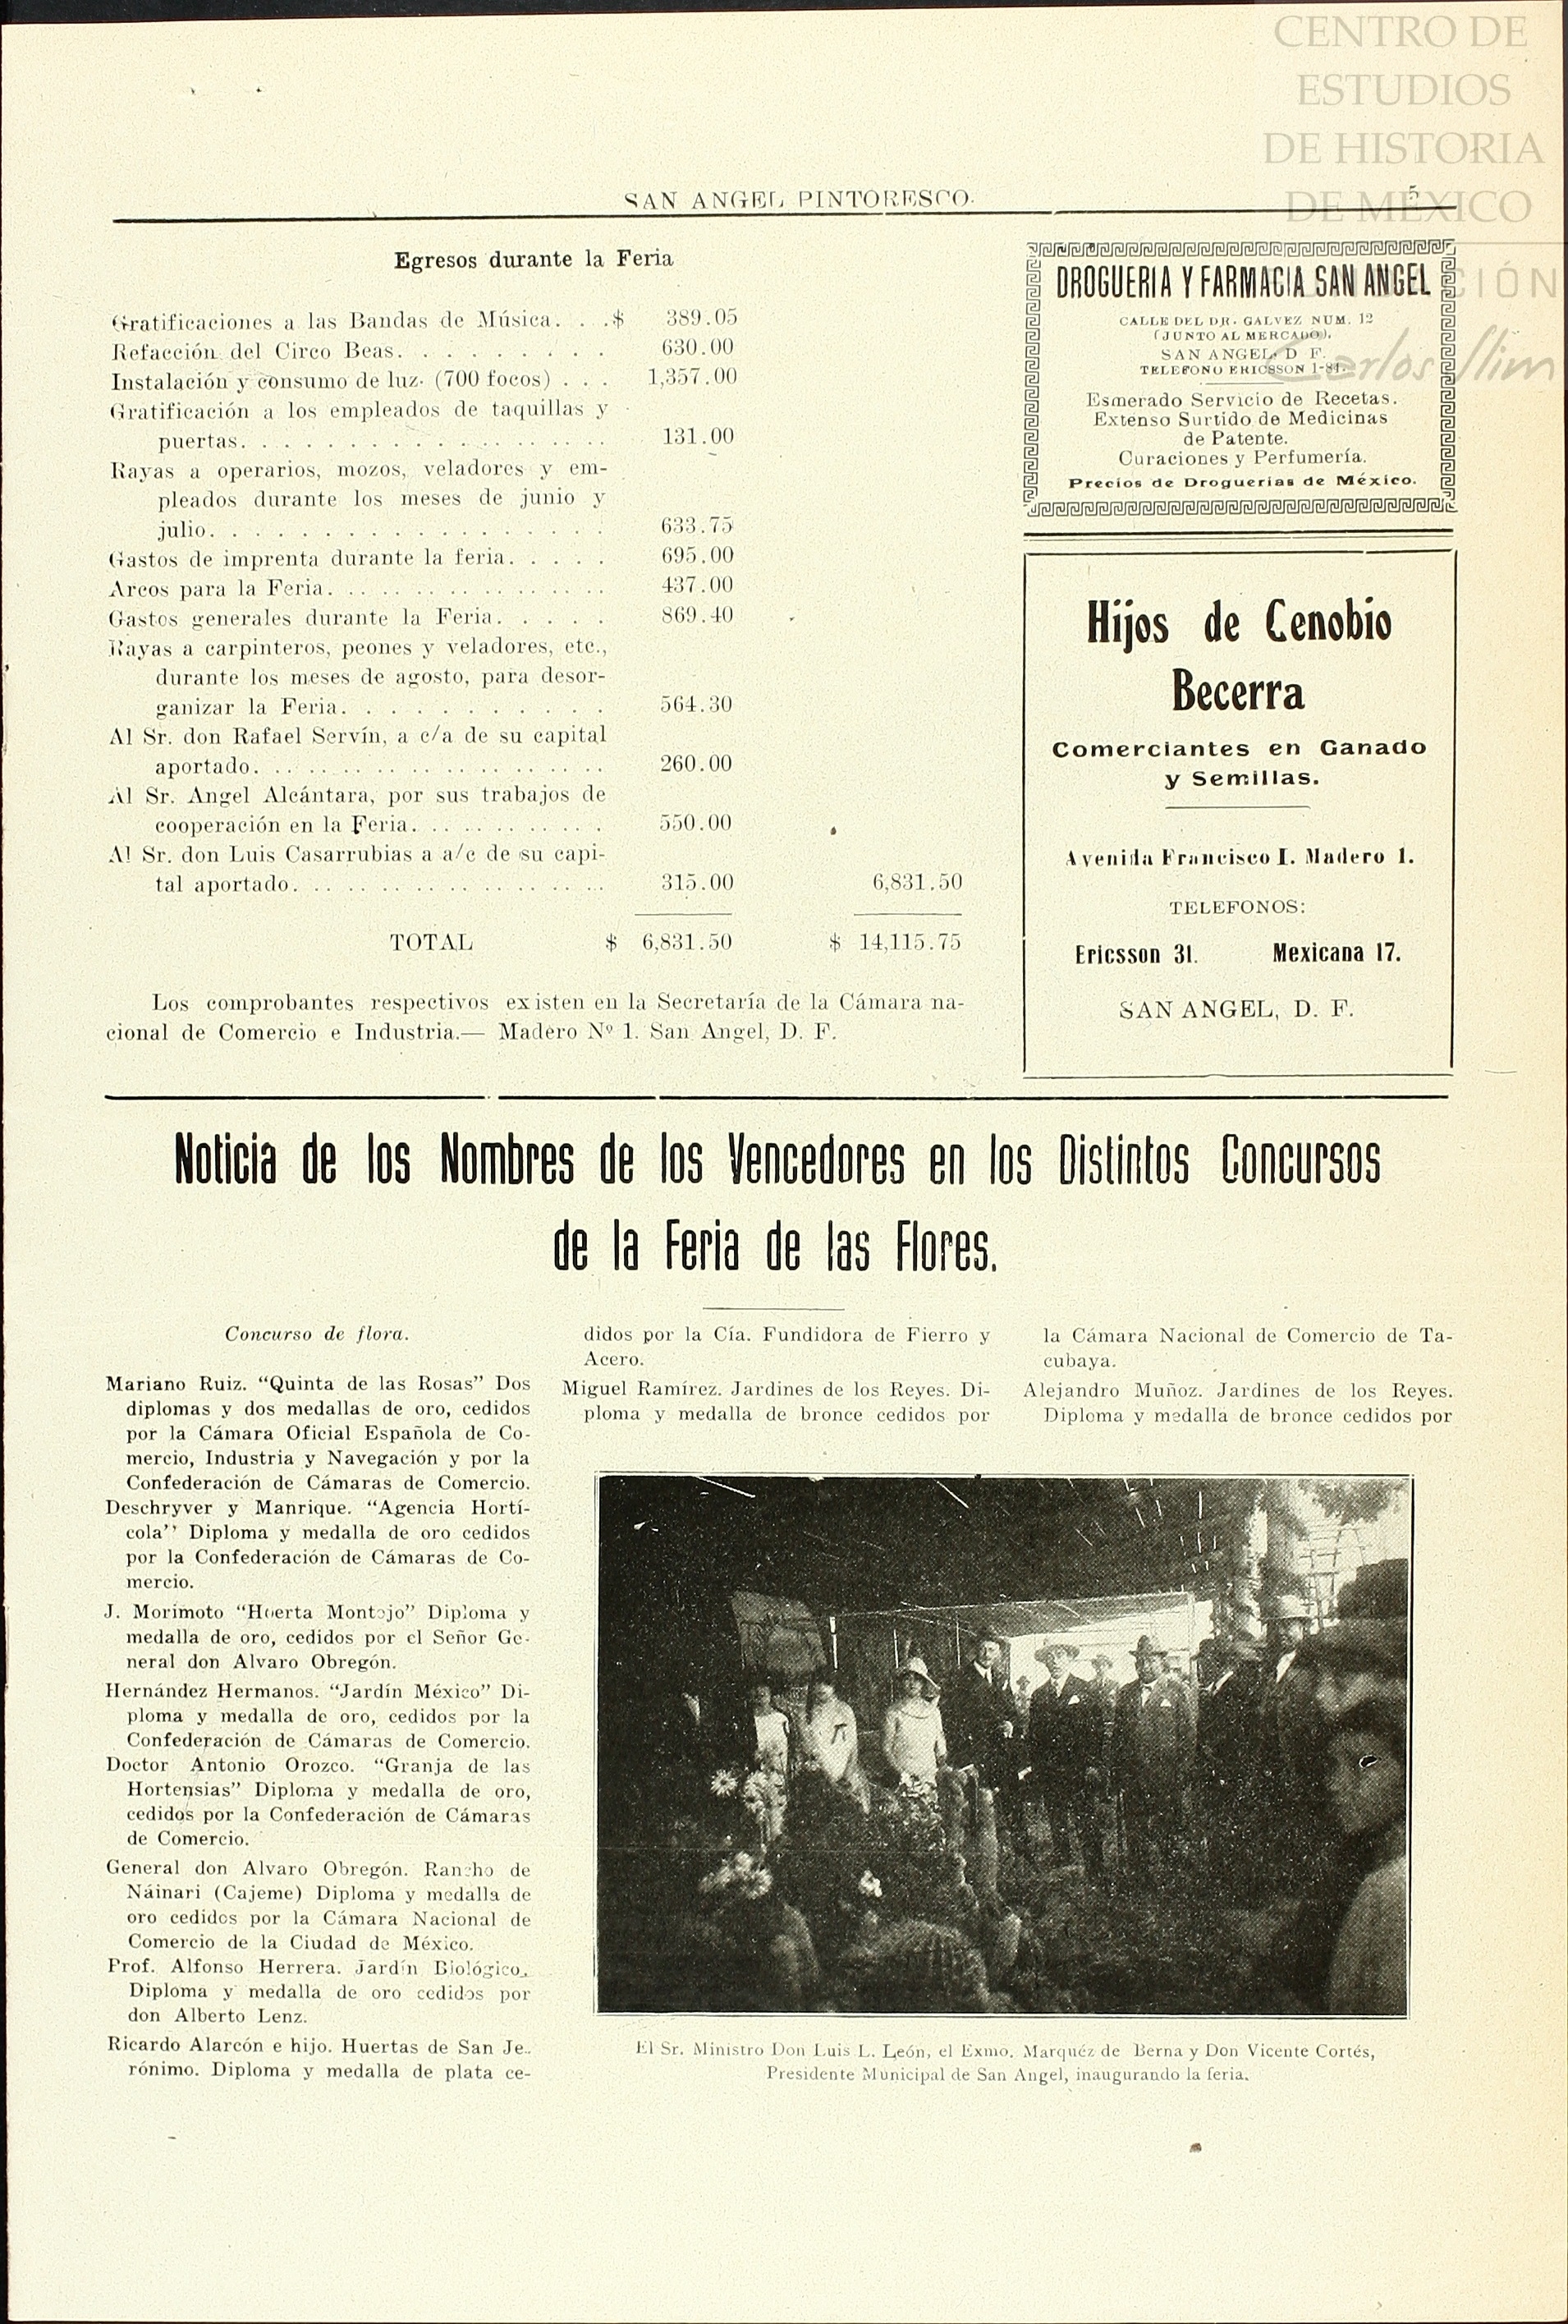 CENTRO DE
ESTUDIOS
DE HISTORIA
DE MÉXICO
Carlos Slim
SAN ANGEL PINTORESCO.
5
Egresos durante la Feria
Gratificaciones a las Bandas de Música. . .$ 389.05
Refacción del Circo Beas. . . . . . . . . 630.00
Instalación y consumo de luz. (700 focos) . . . 1,357.00
Gratificación a los empleados de taquillas y
puertas. . . . . . . . . . . . . . . . . . 131.00
Rayas a operarios, mozos, veladores y em-
pleados durante los meses de junio y
julio. . . . . . . . . . . . . . . . . . . 633.75
Gastos de imprenta durante la feria. . . . . 695.00
Arcos para la Feria. . . . . . . . . . . . . . . 437.00
Gastos generales durante la Feria. . . . . 869.40
Rayas a carpinteros, peones y veladores, etc.,
durante los meses de agosto, para desor-
ganizar la Feria. . . . . . . . . . . 564.30
Al Sr. don Rafael Servín, a c/a de su capital
aportado. . . . . . . . . . . . . . . . . . 260.00
Al Sr. Angel Alcántara, por sus trabajos de
cooperación en la Feria. . . . . . . . . . . 550.00
Al Sr. don Luis Casarrubias a a/c de su capi-
tal aportado. . . . . . . . . . . . . . . . . 315.00 6,831.50
TOTAL $ 6,831.50 $ 14,115.75
Los comprobantes respectivos existen en la Secretaría de la Cámara na-
cional de Comercio e Industria.— Madero Nº 1. San Angel, D. F.
DROGUERIA Y FARMACIA SAN ANGEL
CALLE DEL DR. GALVEZ NUM. 12
(JUNTO AL MERCADO).
SAN ANGEL, D F.
TELEFONO ERICSSON 1-84.
Esmerado Servicio de Recetas.
Extenso Surtido de Medicinas
de Patente.
Curaciones y Perfumería.
Precios de Droguerias de México.
Hijos de Cenobio
Becerra
Comerciantes en Ganado
y Semillas.
Avenida Francisco I. Madero 1.
TELEFONOS:
Ericsson 31. Mexicana 17.
SAN ANGEL, D. F.
Noticia de los Nombres de los Vencedores en los Distintos Concursos
de la Feria de las Flores.
Concurso de flora.
Mariano Ruiz. “Quinta de las Rosas” Dos
diplomas y dos medallas de oro, cedidos
por la Cámara Oficial Española de Co-
mercio, Industria y Navegación y por la
Confederación de Cámaras de Comercio.
Deschryver y Manrique. “Agencia Hortí-
cola’’ Diploma y medalla de oro cedidos
por la Confederación de Cámaras de Co-
mercio.
J. Morimoto “Huerta Montejo” Diploma y
medalla de oro, cedidos por el Señor Ge-
neral don Alvaro Obregón.
Hernández Hermanos. “Jardín México” Di-
ploma y medalla de oro, cedidos por la
Confederación de Cámaras de Comercio.
Doctor Antonio Orozco. “Granja de las
Hortensias” Diploma y medalla de oro,
cedidos por la Confederación de Cámaras
de Comercio.
General don Alvaro Obregón. Rancho de
Náinari (Cajeme) Diploma y medalla de
oro cedidos por la Cámara Nacional de
Comercio de la Ciudad de México.
Prof. Alfonso Herrera. Jardín Biológico.
Diploma y medalla de oro cedidos por
don Alberto Lenz.
Ricardo Alarcón e hijo. Huertas de San Je-
rónimo. Diploma y medalla de plata ce-
didos por la Cía. Fundidora de Fierro y
Acero.
Miguel Ramírez. Jardines de los Reyes. Di-
ploma y medalla de bronce cedidos por
la Cámara Nacional de Comercio de Ta-
cubaya.
Alejandro Muñoz. Jardines de los Reyes.
Diploma y medalla de bronce cedidos por
El Sr. Ministro Don Luis L. León, el Exmo. Marquéz de Berna y Don Vicente Cortés,
Presidente Municipal de San Angel, inaugurando la feria.